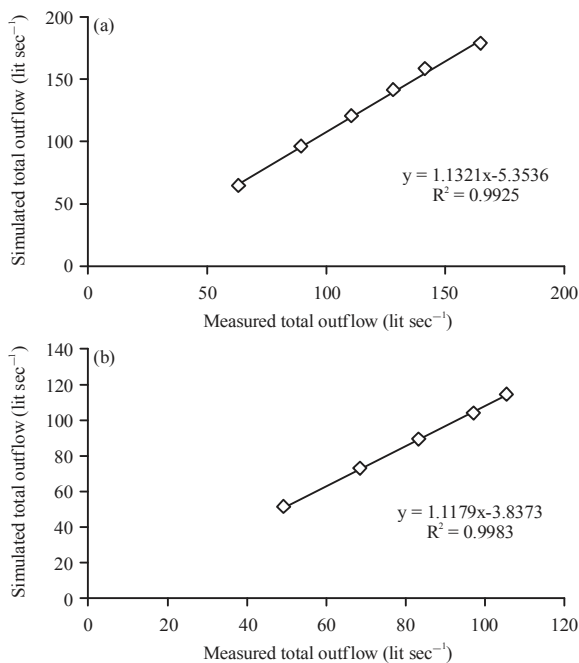 (a)
200
150
100
50
0
Simulated total outflow (lit sec⁻¹)
y = 1.1321x-5.3536
R² = 0.9925
0 50 100 150 200
Measured total outflow (lit sec⁻¹)
(b)
140
120
100
80
60
40
20
0
Simulated total outflow (lit sec⁻¹)
y = 1.1179x-3.8373
R² = 0.9983
0 20 40 60 80 100 120
Measured total outflow (lit sec⁻¹)